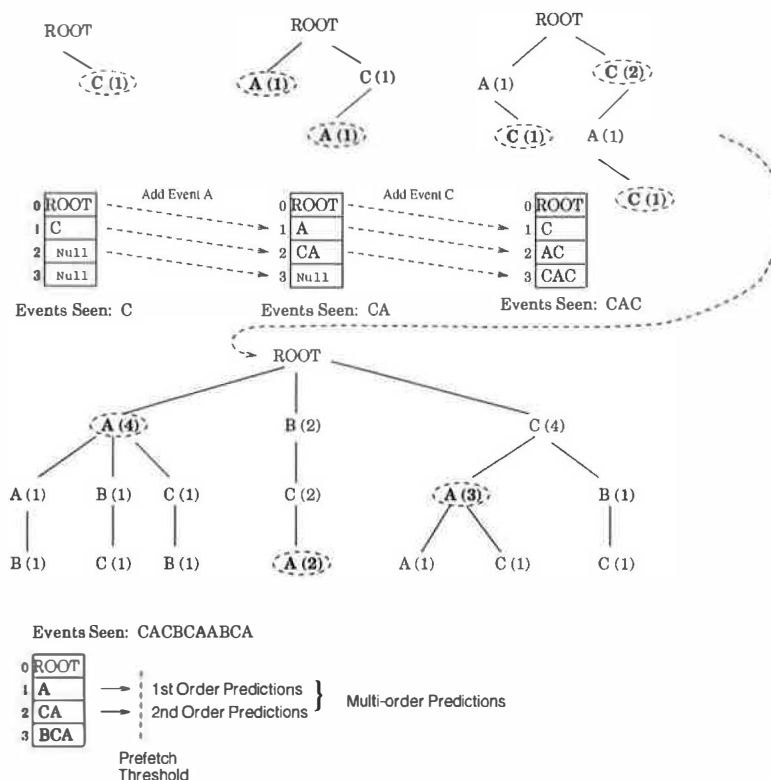 ROOT
C (1)
ROOT
A (1)
C (1)
A (1)
ROOT
A (1)
C (2)
C (1)
A (1)
C (1)
0 ROOT
1 C
2 Null
3 Null
Add Event A
0 ROOT
1 A
2 CA
3 Null
Add Event C
0 ROOT
1 C
2 AC
3 CAC
Events Seen: C
Events Seen: CA
Events Seen: CAC
ROOT
A (4) B (2) C (4)
A (1) B (1) C (1) C (2) A (3) B (1)
B (1) C (1) B (1) A (2) A (1) C (1) C (1)
Events Seen: CACBCAABCA
0 ROOT
1 A
2 CA
3 BCA
1st Order Predictions
2nd Order Predictions
Multi-order Predictions
Prefetch
Threshold